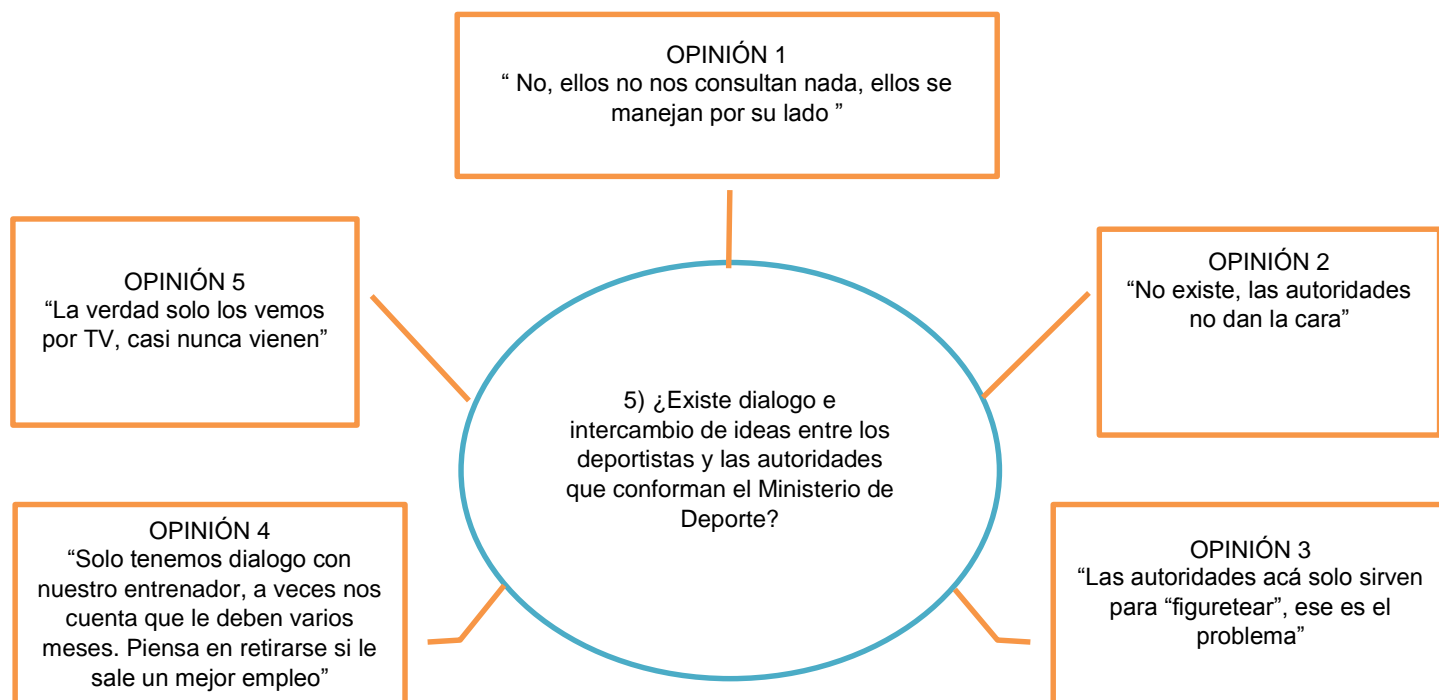 OPINIÓN 1
“ No, ellos no nos consultan nada, ellos se
manejan por su lado ”
OPINIÓN 2
“No existe, las autoridades
no dan la cara”
OPINIÓN 5
“La verdad solo los vemos
por TV, casi nunca vienen”
5) ¿Existe dialogo e
intercambio de ideas entre los
deportistas y las autoridades
que conforman el Ministerio de
Deporte?
OPINIÓN 4
“Solo tenemos dialogo con
nuestro entrenador, a veces nos
cuenta que le deben varios
meses. Piensa en retirarse si le
sale un mejor empleo”
OPINIÓN 3
“Las autoridades acá solo sirven
para “figuretear”, ese es el
problema”